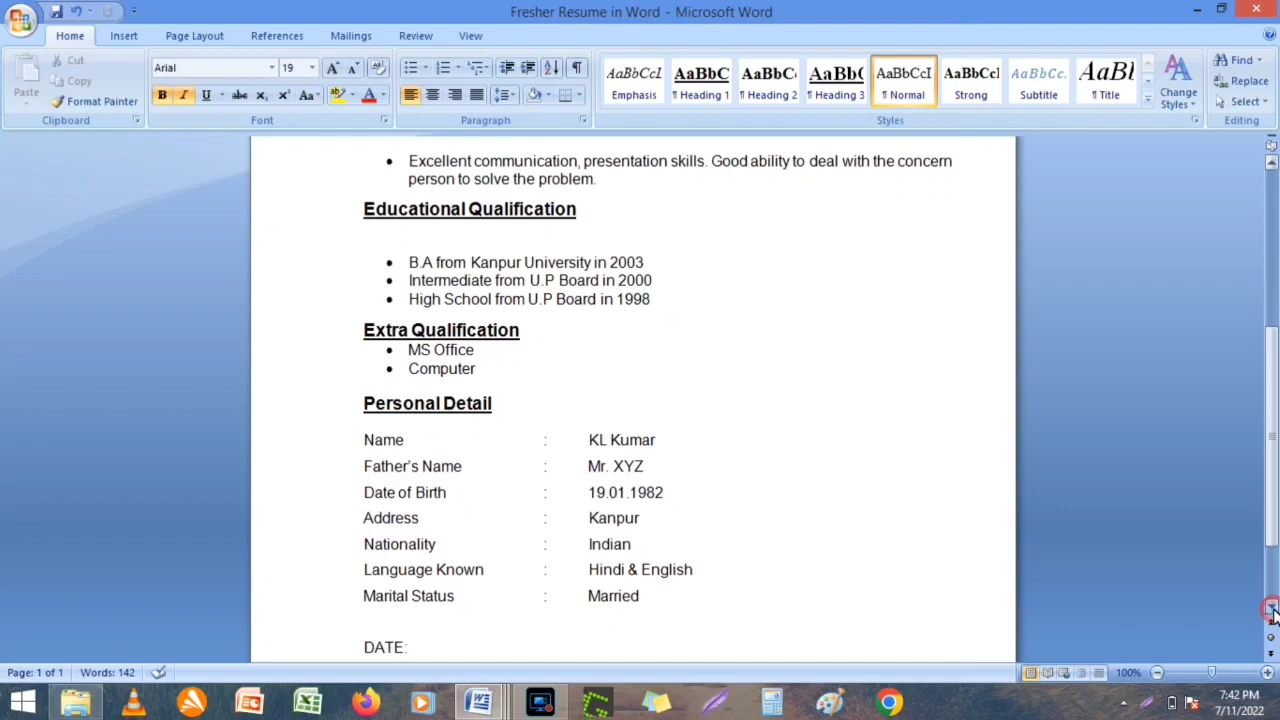 Fresher Resume in Word - Microsoft Word
Home Insert Page Layout References Mailings Review View
Paste
Cut
Copy
Format Painter
Clipboard
Arial 19
B I U abc x₂ x² Aa
Font
Paragraph
AaBbCcI AaBbC AaBbC AaBb( AaBbCcI AaBbCcl AaBbCc. AaBl
Emphasis ¶ Heading 1 ¶ Heading 2 ¶ Heading 3 ¶ Normal Strong Subtitle ¶ Title
Styles
Change Styles
Find
Replace
Select
Editing
• Excellent communication, presentation skills. Good ability to deal with the concern
person to solve the problem.
Educational Qualification
• B.A from Kanpur University in 2003
• Intermediate from U.P Board in 2000
• High School from U.P Board in 1998
Extra Qualification
• MS Office
• Computer
Personal Detail
Name : KL Kumar
Father's Name : Mr. XYZ
Date of Birth : 19.01.1982
Address : Kanpur
Nationality : Indian
Language Known : Hindi & English
Marital Status : Married
DATE:
Page: 1 of 1 Words: 142 100%
7:42 PM
7/11/2022